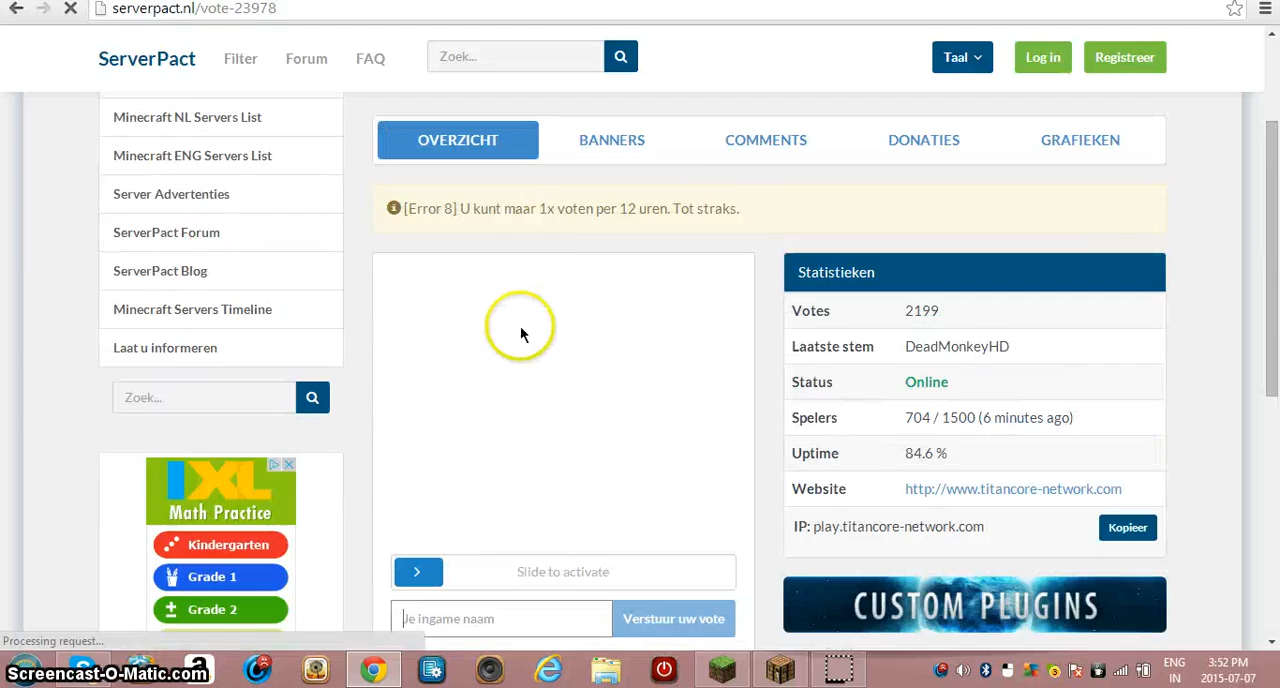 serverpact.nl/vote-23978
ServerPact
Filter
Forum
FAQ
Zoek...
Taal
Log in
Registreer
Minecraft NL Servers List
Minecraft ENG Servers List
Server Advertenties
ServerPact Forum
ServerPact Blog
Minecraft Servers Timeline
Laat u informeren
Zoek...
IXL
Math Practice
Kindergarten
Grade 1
Grade 2
OVERZICHT
BANNERS
COMMENTS
DONATIES
GRAFIEKEN
[Error 8] U kunt maar 1x voten per 12 uren. Tot straks.
Slide to activate
Je ingame naam
Verstuur uw vote
Statistieken
Votes 2199
Laatste stem DeadMonkeyHD
Status Online
Spelers 704 / 1500 (6 minutes ago)
Uptime 84.6 %
Website http://www.titancore-network.com
IP: play.titancore-network.com
Kopieer
CUSTOM PLUGINS
Processing request...
Screencast-O-Matic.com
ENG
IN
3:52 PM
2015-07-07